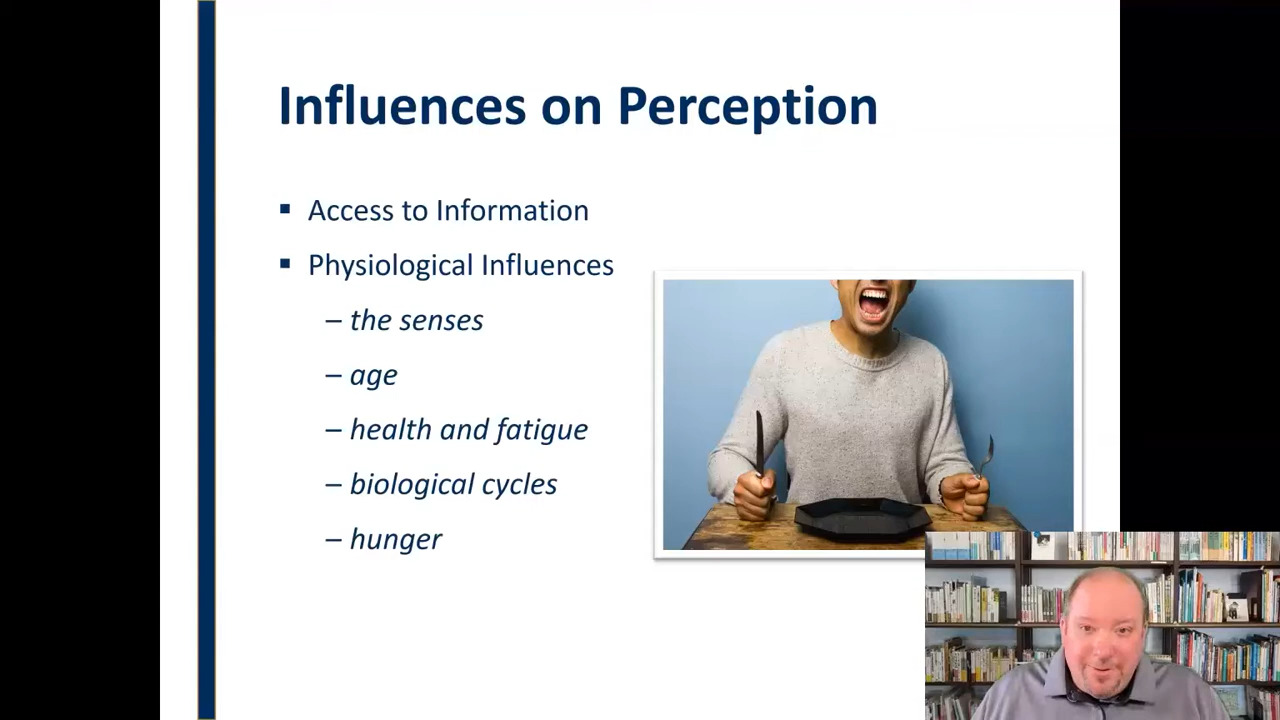 Influences on Perception
▪ Access to Information
▪ Physiological Influences
– the senses
– age
– health and fatigue
– biological cycles
– hunger